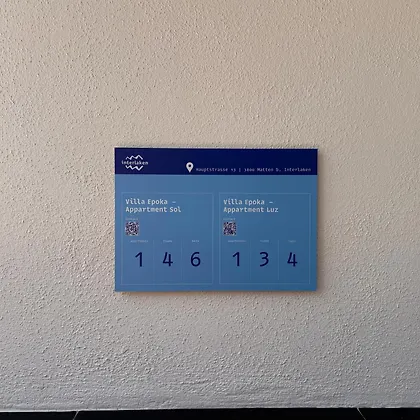 interlaken
Hauptstrasse 13 | 3800 Matten b. Interlaken
Villa Epoka –
Appartment Sol
1 4 6
Villa Epoka –
Appartment Luz
1 3 4